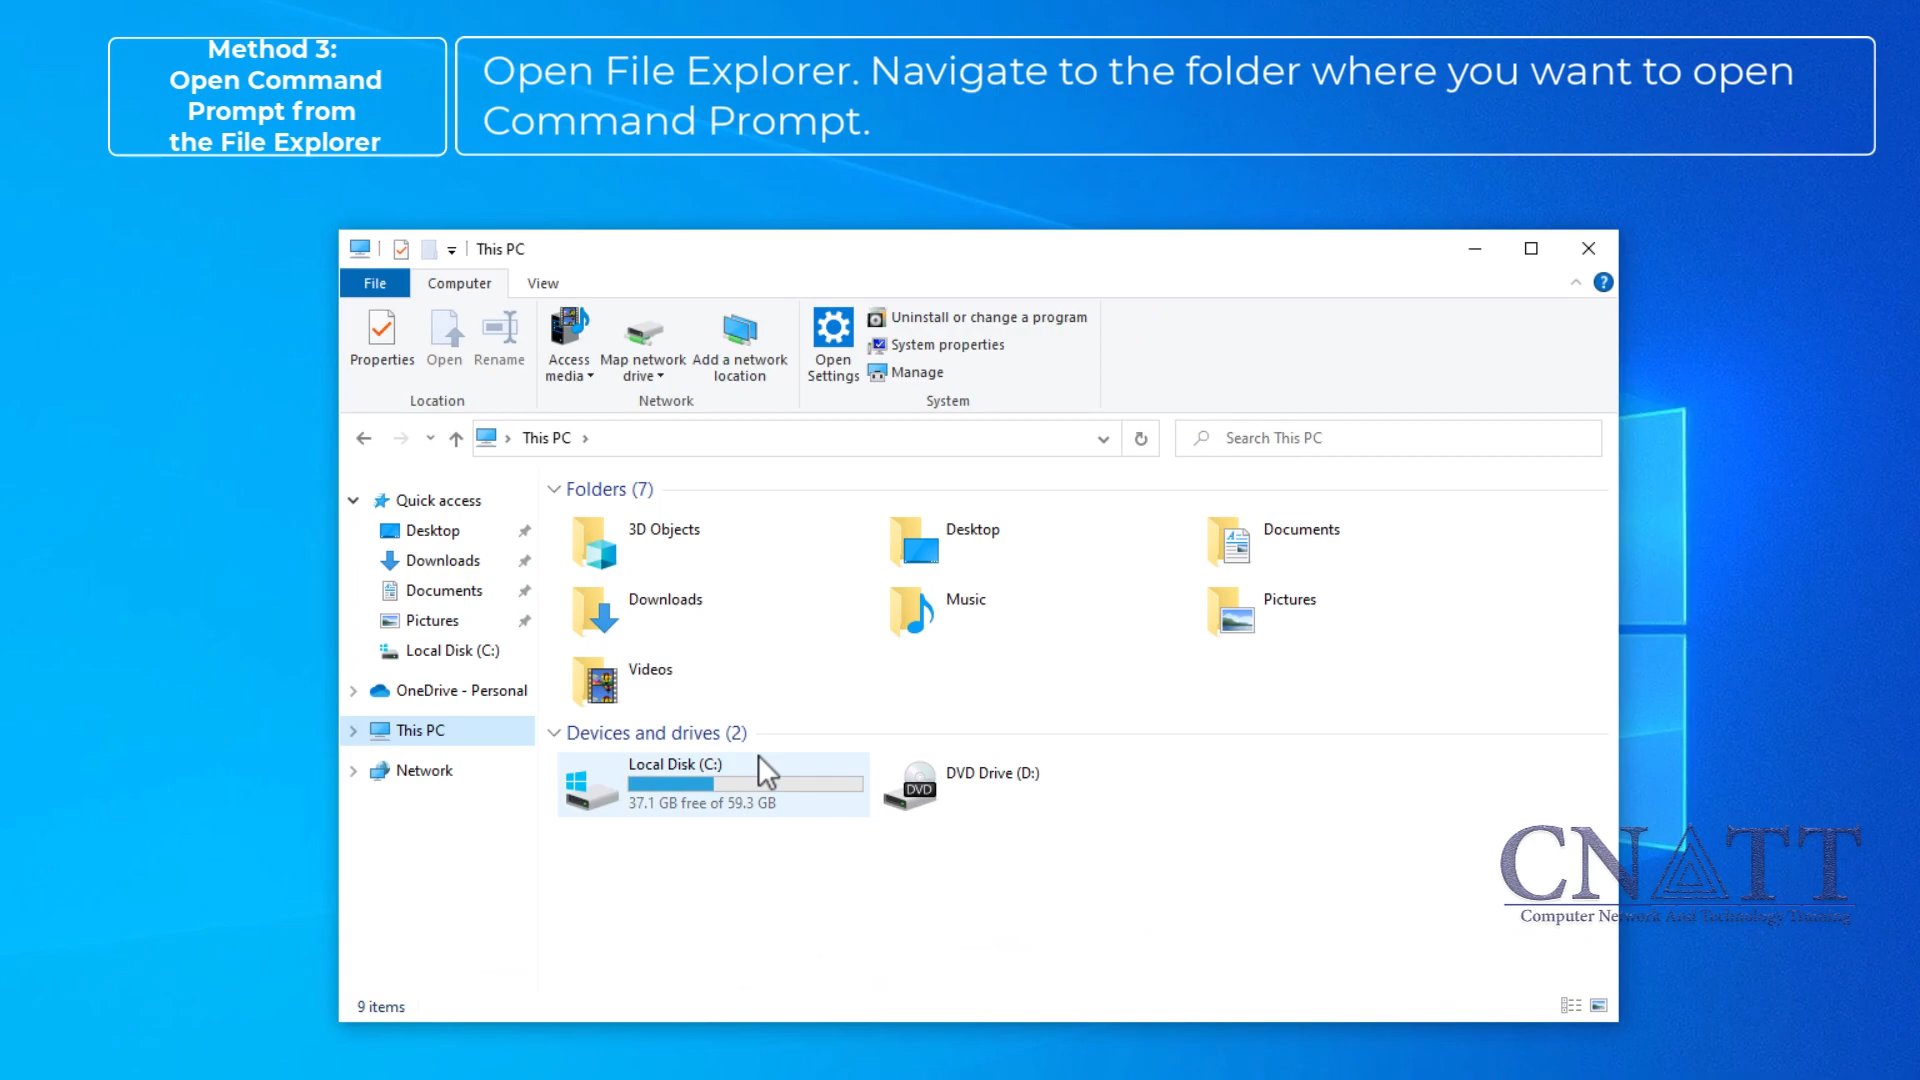 Method 3:
Open Command
Prompt from
the File Explorer
Open File Explorer. Navigate to the folder where you want to open
Command Prompt.
This PC
File
Computer
View
Properties
Open
Rename
Access
media
Map network
drive
Add a network
location
Open
Settings
Uninstall or change a program
System properties
Manage
Location
Network
System
This PC
Search This PC
Quick access
Desktop
Downloads
Documents
Pictures
Local Disk (C:)
OneDrive - Personal
This PC
Network
Folders (7)
3D Objects
Desktop
Documents
Downloads
Music
Pictures
Videos
Devices and drives (2)
Local Disk (C:)
37.1 GB free of 59.3 GB
DVD
DVD Drive (D:)
CNATT
Computer Network And Technology Training
9 items